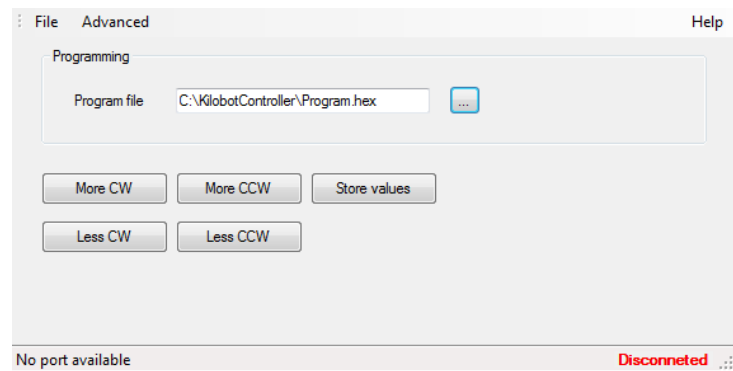 File Advanced Help
Programming
Program file C:\KilobotController\Program.hex ...
More CW More CCW Store values
Less CW Less CCW
No port available Disconneted